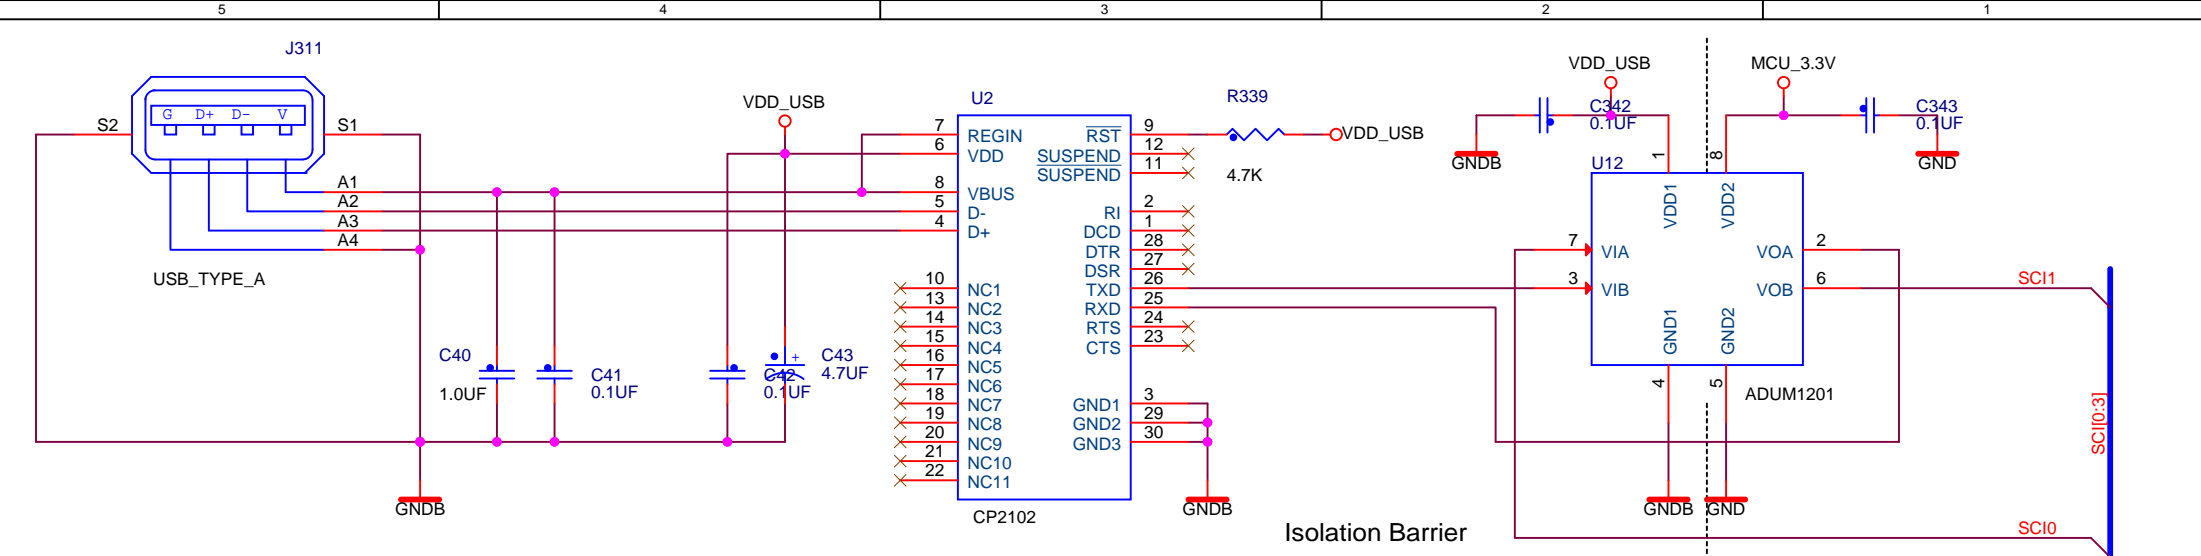 5 4 3 2 1
J311
G D+ D- V
S2 S1
A1
A2
A3
A4
USB_TYPE_A
C40
1.0UF
C41
0.1UF
GNDB
VDD_USB
C42
0.1UF
+
C43
4.7UF
U2
7 REGIN
6 VDD
8 VBUS
5 D-
4 D+
10 NC1
13 NC2
14 NC3
15 NC4
16 NC5
17 NC6
18 NC7
19 NC8
20 NC9
21 NC10
22 NC11
RST 9
SUSPEND 12
SUSPEND 11
RI 2
DCD 1
DTR 28
DSR 27
TXD 26
RXD 25
RTS 24
CTS 23
GND1 3
GND2 29
GND3 30
CP2102
GNDB
R339
4.7K
VDD_USB
Isolation Barrier
VDD_USB
C342
0.1UF
GNDB
MCU_3.3V
C343
0.1UF
GND
U12
1 VDD1
8 VDD2
7 VIA
3 VIB
VOA 2
VOB 6
GND1 4
GND2 5
ADUM1201
GNDB
GND
SCI1
SCI[0:3]
SCI0